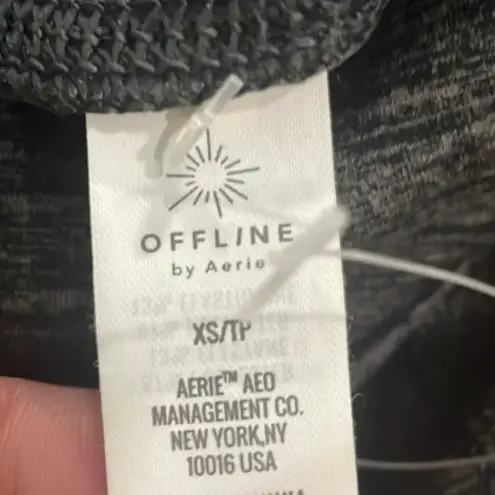 OFFLINE
by Aerie
XS/TP
AERIE™ AEO
MANAGEMENT CO.
NEW YORK,NY
10016 USA